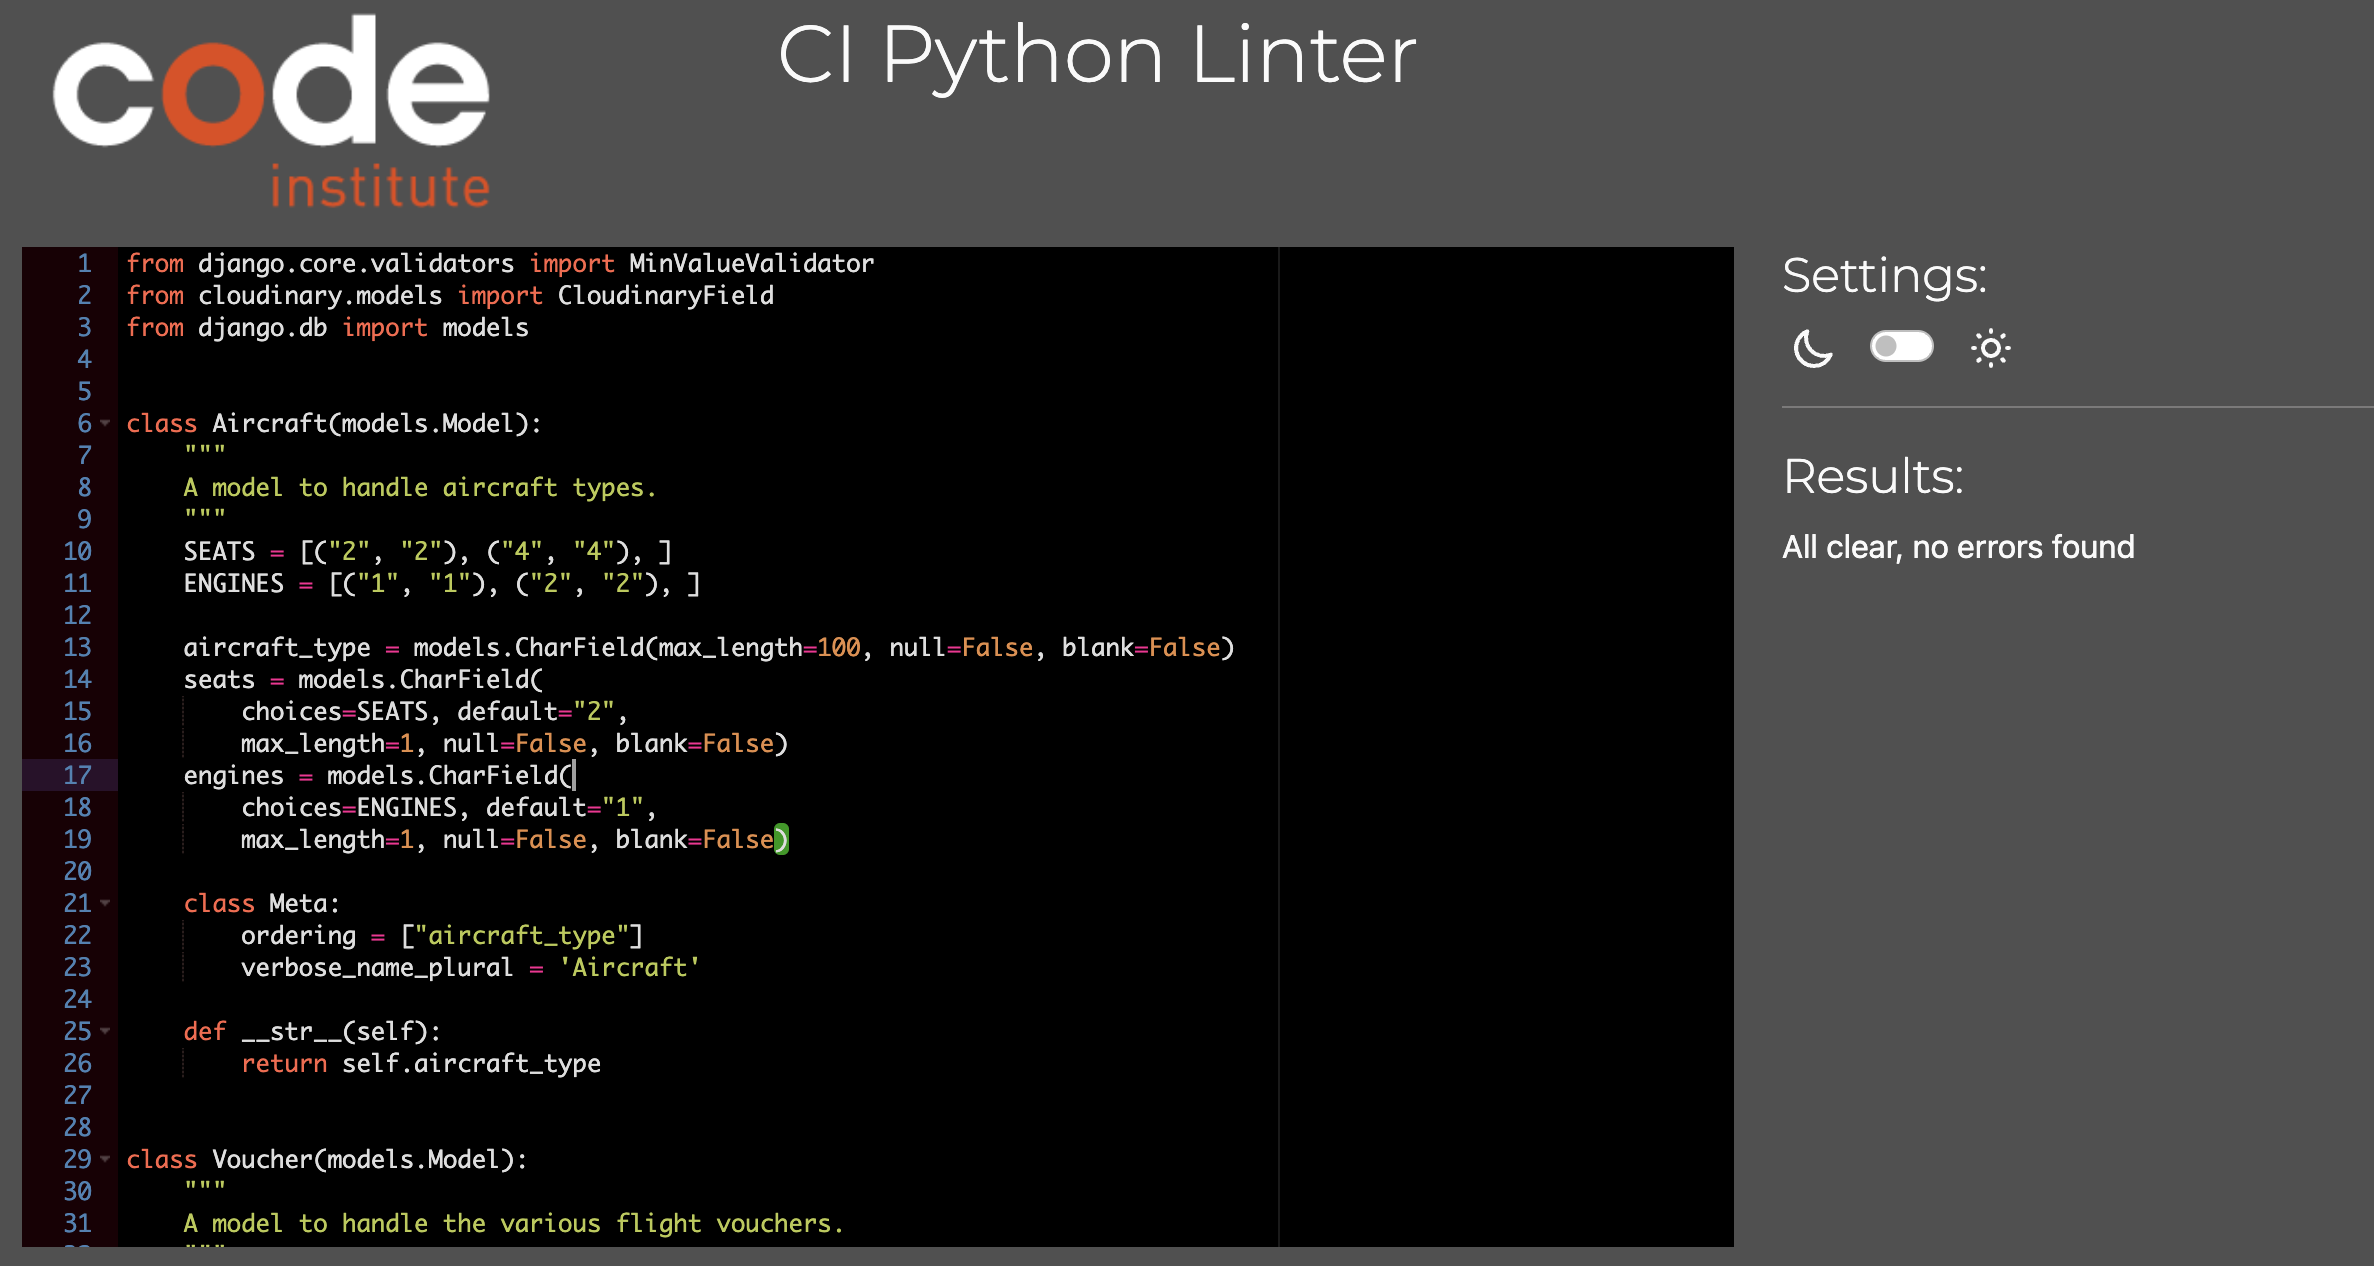 code
institute
CI Python Linter
1 from django.core.validators import MinValueValidator
2 from cloudinary.models import CloudinaryField
3 from django.db import models
4
5
6 class Aircraft(models.Model):
7     """
8     A model to handle aircraft types.
9     """
10     SEATS = [("2", "2"), ("4", "4"), ]
11     ENGINES = [("1", "1"), ("2", "2"), ]
12
13     aircraft_type = models.CharField(max_length=100, null=False, blank=False)
14     seats = models.CharField(
15         choices=SEATS, default="2",
16         max_length=1, null=False, blank=False)
17     engines = models.CharField(
18         choices=ENGINES, default="1",
19         max_length=1, null=False, blank=False)
20
21     class Meta:
22         ordering = ["aircraft_type"]
23         verbose_name_plural = 'Aircraft'
24
25     def __str__(self):
26         return self.aircraft_type
27
28
29 class Voucher(models.Model):
30     """
31     A model to handle the various flight vouchers.
Settings:
Results:
All clear, no errors found